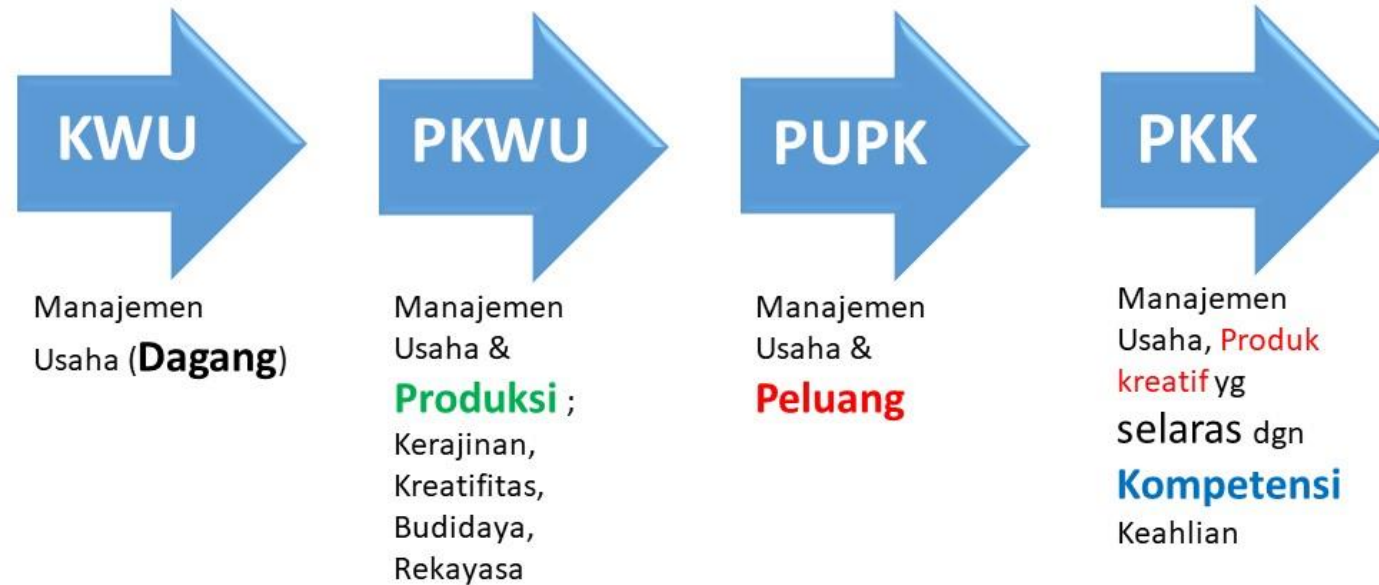 KWU
Manajemen
Usaha (Dagang)
PKWU
Manajemen
Usaha &
Produksi ;
Kerajinan,
Kreatifitas,
Budidaya,
Rekayasa
PUPK
Manajemen
Usaha &
Peluang
PKK
Manajemen
Usaha, Produk
kreatif yg
selaras dgn
Kompetensi
Keahlian